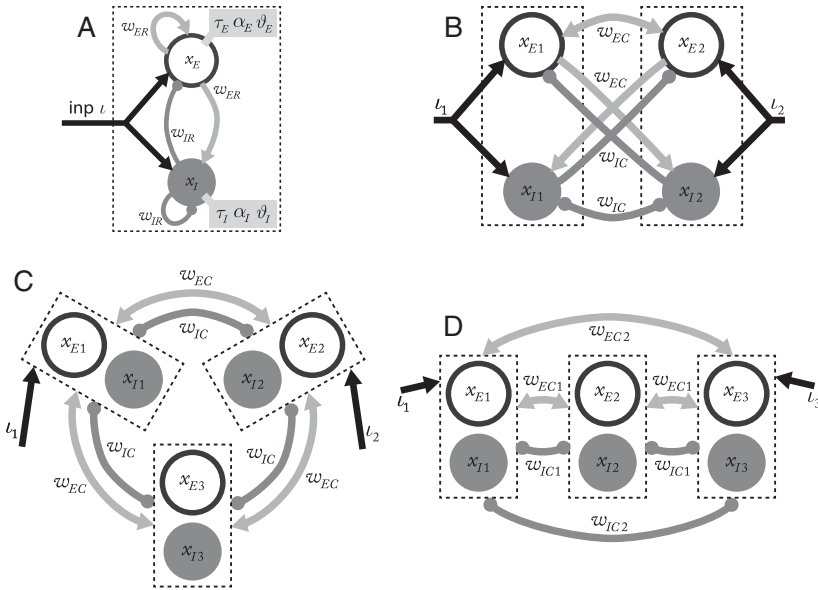 A
w_ER
τ_E α_E ϑ_E
x_E
inp ι
w_ER
w_IR
x_I
w_IR
τ_I α_I ϑ_I
B
x_E1
w_EC
x_E2
w_EC
ι_1
ι_2
w_IC
x_I1
w_IC
x_I2
C
w_EC
w_IC
x_E1
x_E2
x_I1
x_I2
ι_1
ι_2
w_IC
w_IC
w_EC
w_EC
x_E3
x_I3
D
w_EC2
ι_1
x_E1
w_EC1
x_E2
w_EC1
x_E3
ι_3
x_I1
w_IC1
x_I2
w_IC1
x_I3
w_IC2